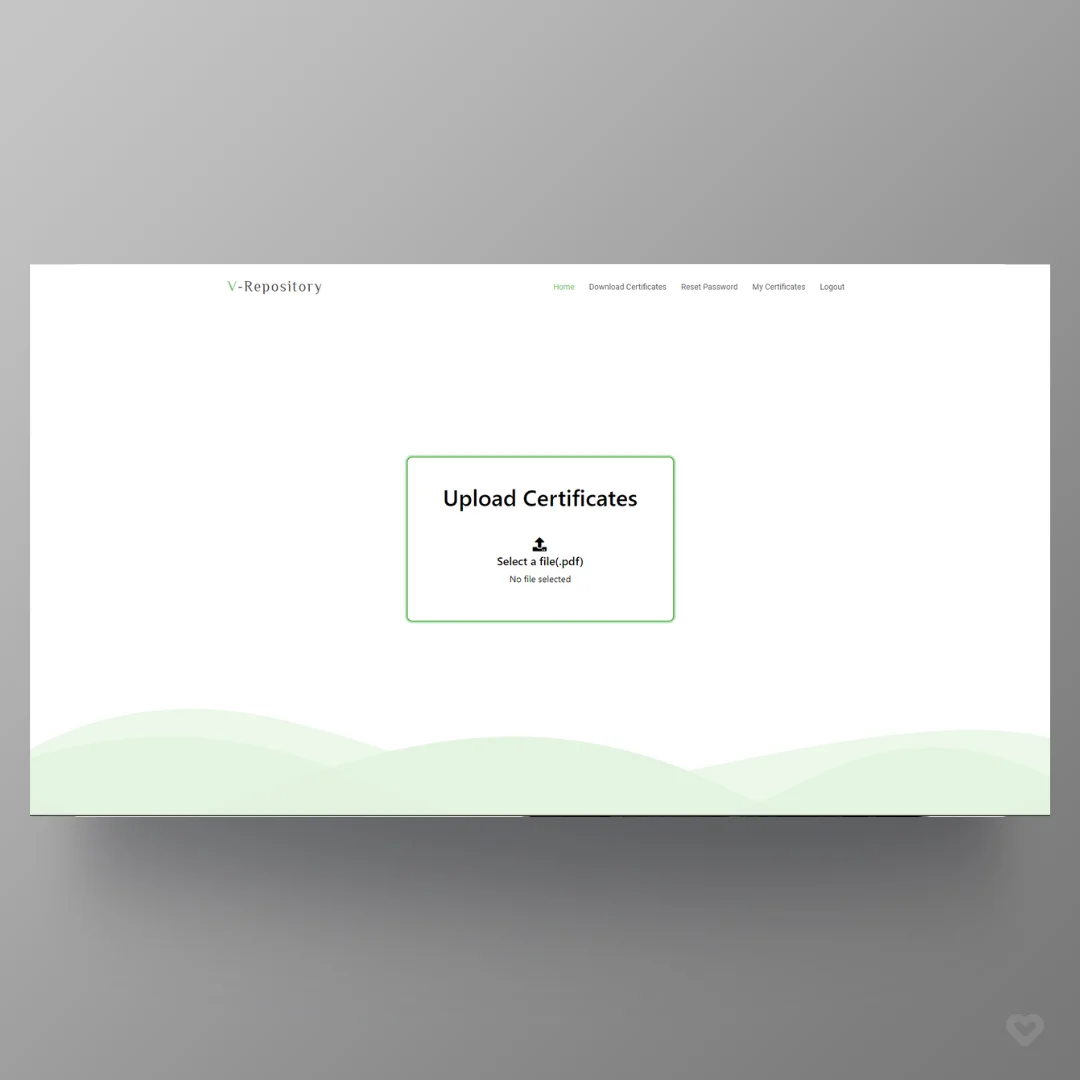 V-Repository
Home Download Certificates Reset Password My Certificates Logout
Upload Certificates
Select a file(.pdf)
No file selected